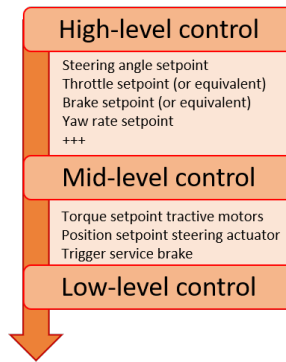 High-level control
Steering angle setpoint
Throttle setpoint (or equivalent)
Brake setpoint (or equivalent)
Yaw rate setpoint
+++
Mid-level control
Torque setpoint tractive motors
Position setpoint steering actuator
Trigger service brake
Low-level control